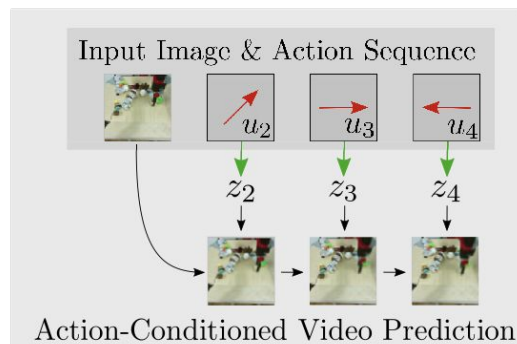 Input Image & Action Sequence
u₂ u₃ u₄
z₂ z₃ z₄
Action-Conditioned Video Prediction